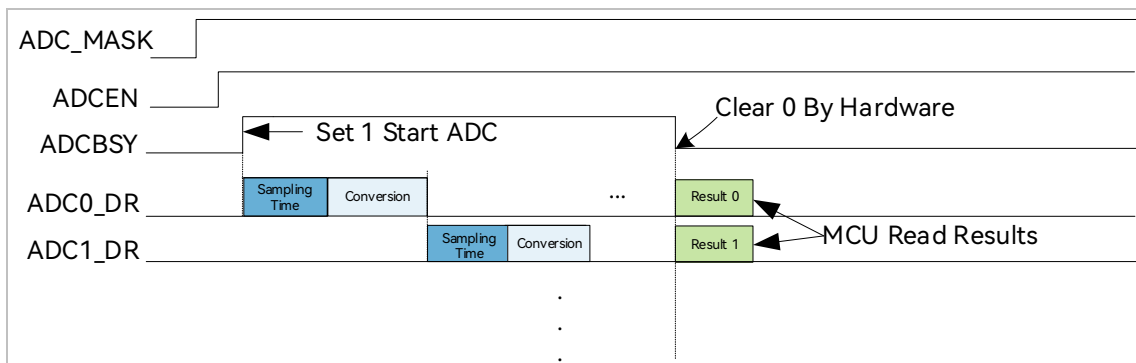 ADC_MASK
ADCEN
Clear 0 By Hardware
Set 1 Start ADC
ADCBSY
Sampling
Time
Conversion
...
Result 0
ADC0_DR
MCU Read Results
Sampling
Time
Conversion
Result 1
ADC1_DR
.
.
.